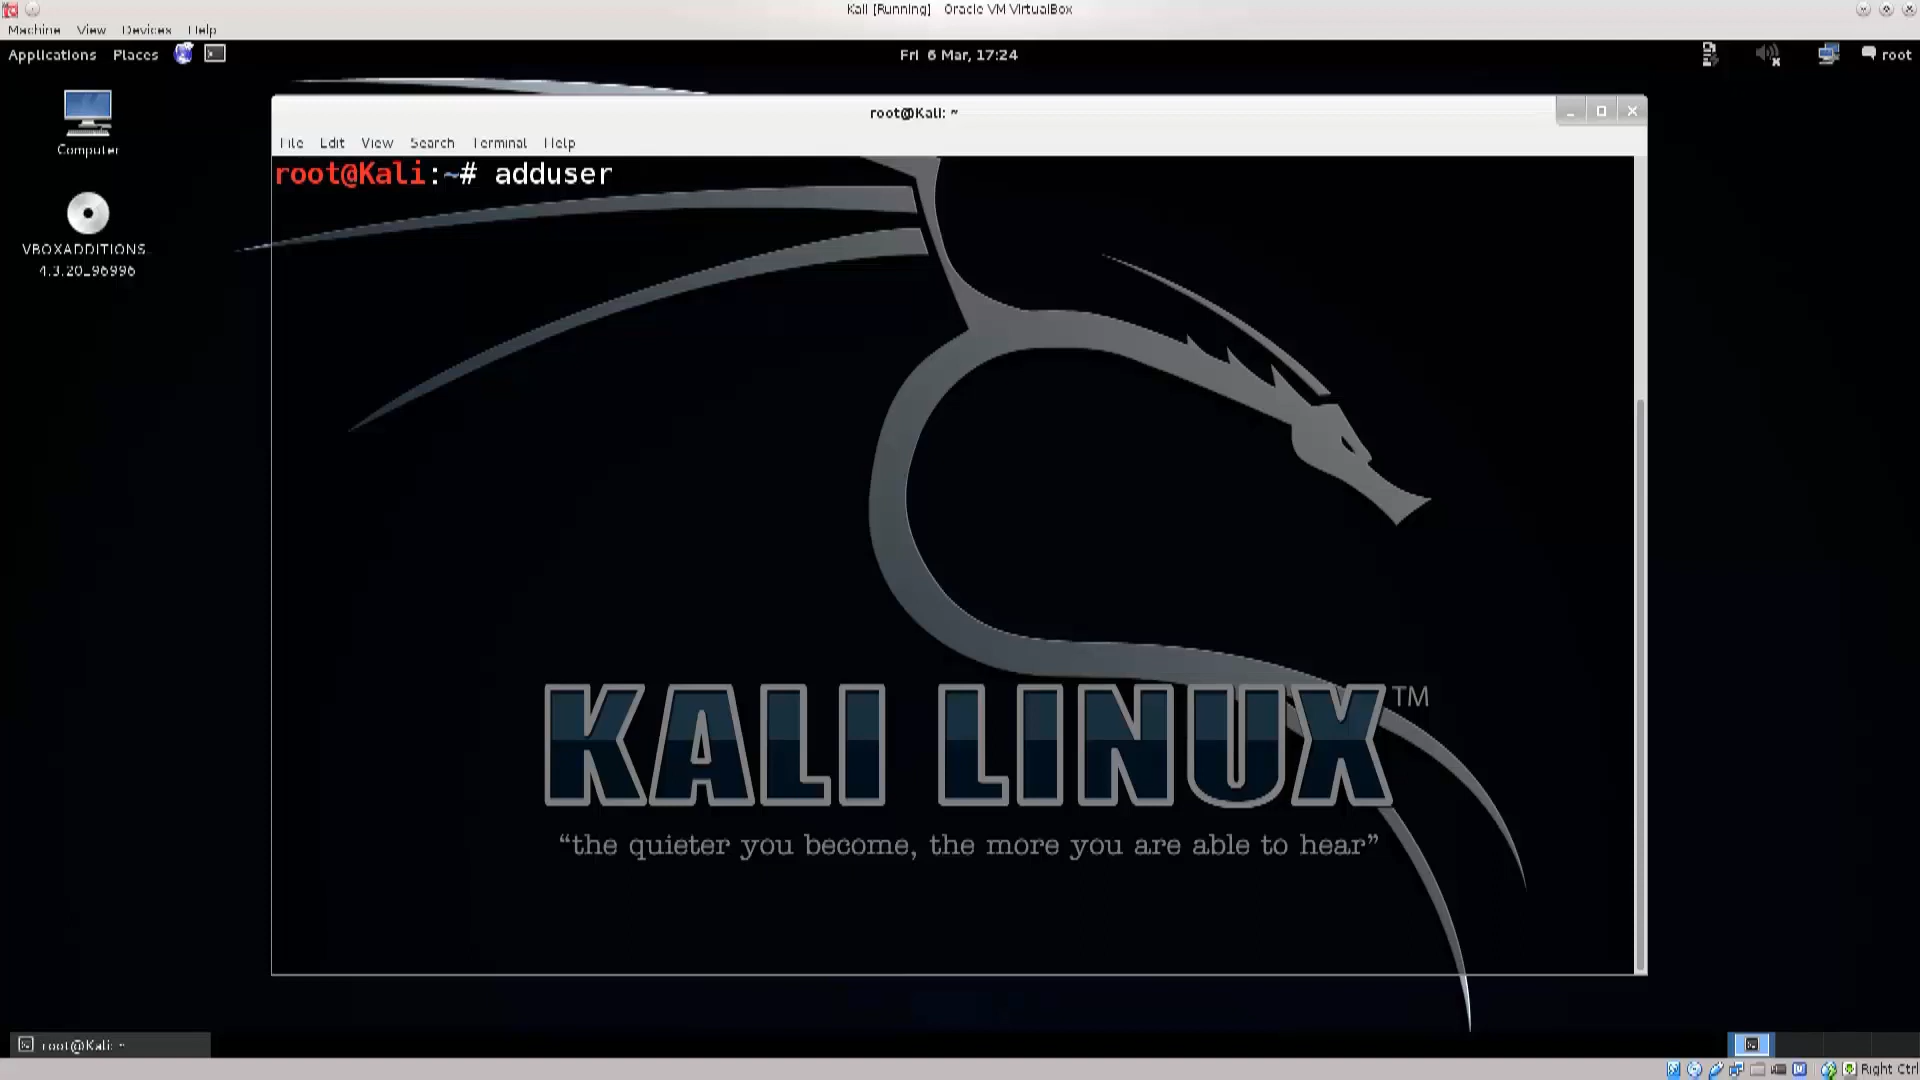 Kali [Running] - Oracle VM VirtualBox
Machine View Devices Help
Applications Places
Fri 6 Mar, 17:24
root
Computer
VBOXADDITIONS_
4.3.20_96996
root@Kali: ~
File Edit View Search Terminal Help
root@Kali:~# adduser
KALI LINUX™
“the quieter you become, the more you are able to hear”
root@Kali: ~
Right Ctrl